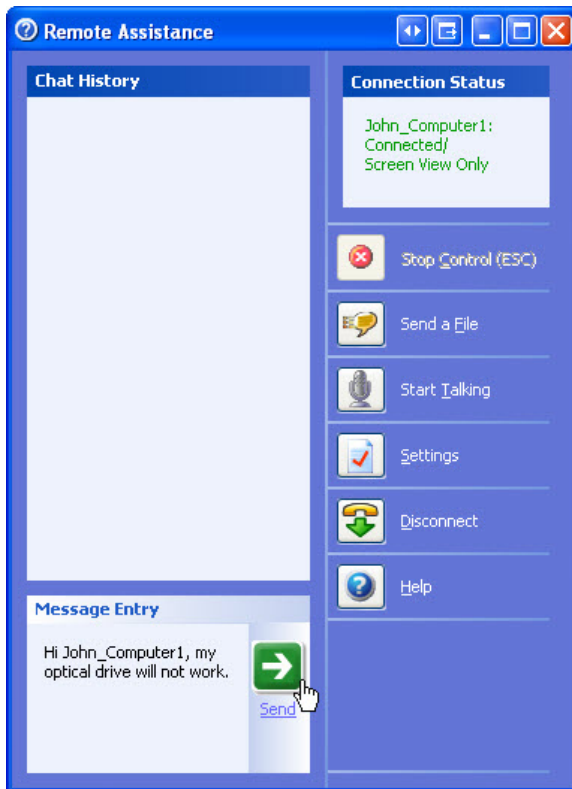 Remote Assistance
Chat History
Connection Status
John_Computer1:
Connected/
Screen View Only
Stop Control (ESC)
Send a File
Start Talking
Settings
Disconnect
Help
Message Entry
Hi John_Computer1, my
optical drive will not work.
Send